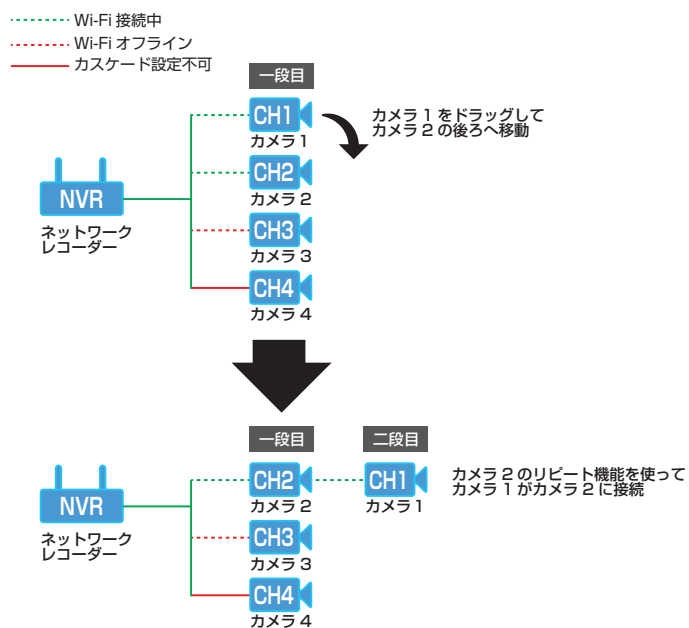 Wi-Fi 接続中
Wi-Fi オフライン
カスケード設定不可
一段目
CH1
カメラ 1
カメラ 1 をドラッグして
カメラ 2 の後ろへ移動
CH2
カメラ 2
NVR
ネットワーク
レコーダー
CH3
カメラ 3
CH4
カメラ 4
一段目
二段目
CH2
カメラ 2
CH1
カメラ 1
カメラ 2 のリピート機能を使って
カメラ 1 がカメラ 2 に接続
NVR
ネットワーク
レコーダー
CH3
カメラ 3
CH4
カメラ 4